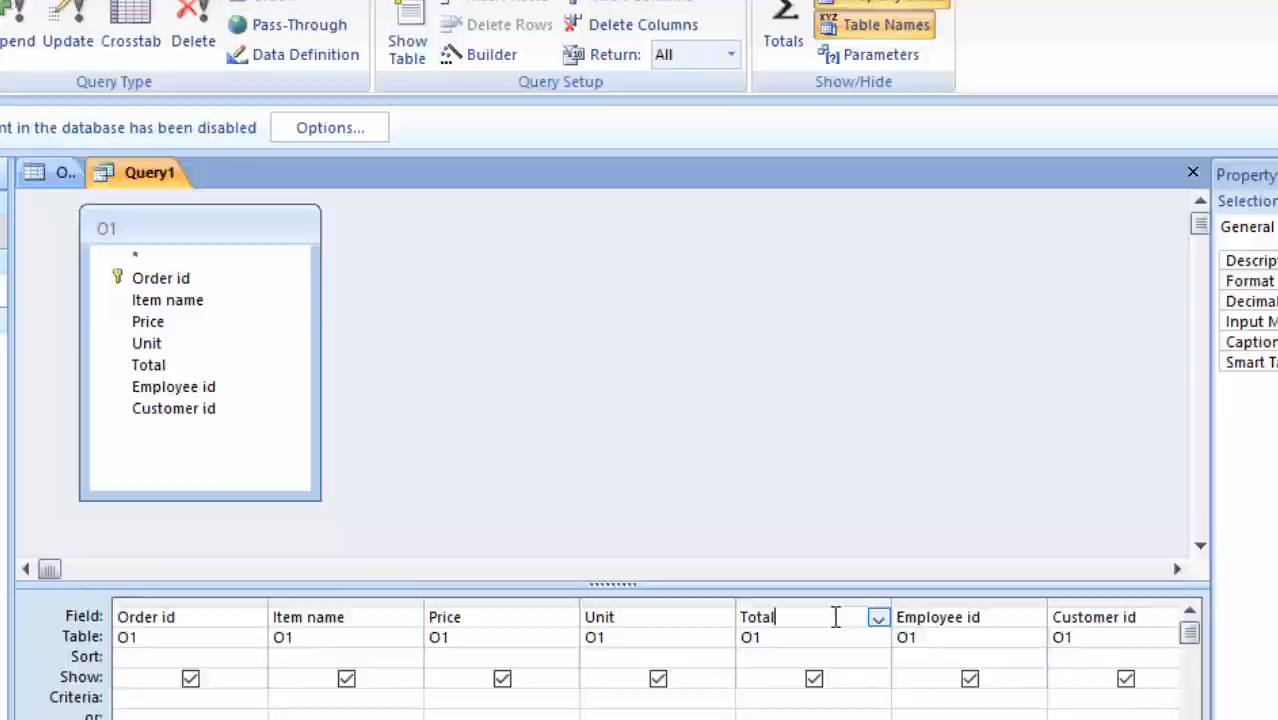 Pass-Through
Delete Rows
Delete Columns
Table Names
pend Update Crosstab Delete
Data Definition
Show Table
Builder
Return: All
Totals
Parameters
Query Type
Query Setup
Show/Hide
nt in the database has been disabled
Options...
O..
Query1
Property
Selection
General
Descrip
Format
Decimal
Input M
Caption
Smart Ta
O1
*
Order id
Item name
Price
Unit
Total
Employee id
Customer id
Field: Order id Item name Price Unit Total Employee id Customer id
Table: O1 O1 O1 O1 O1 O1 O1
Sort:
Show:
Criteria:
or: